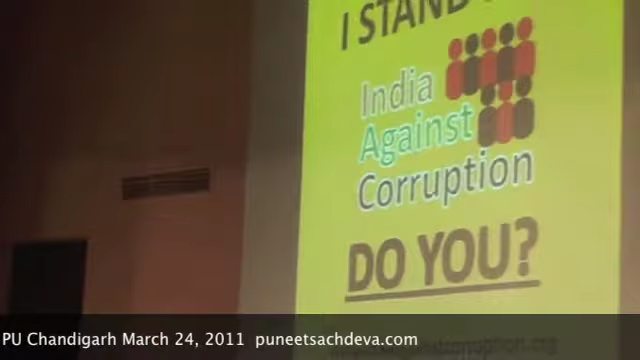 I STAND
India
Against
Corruption
DO YOU?
PU Chandigarh March 24, 2011 puneetsachdeva.com